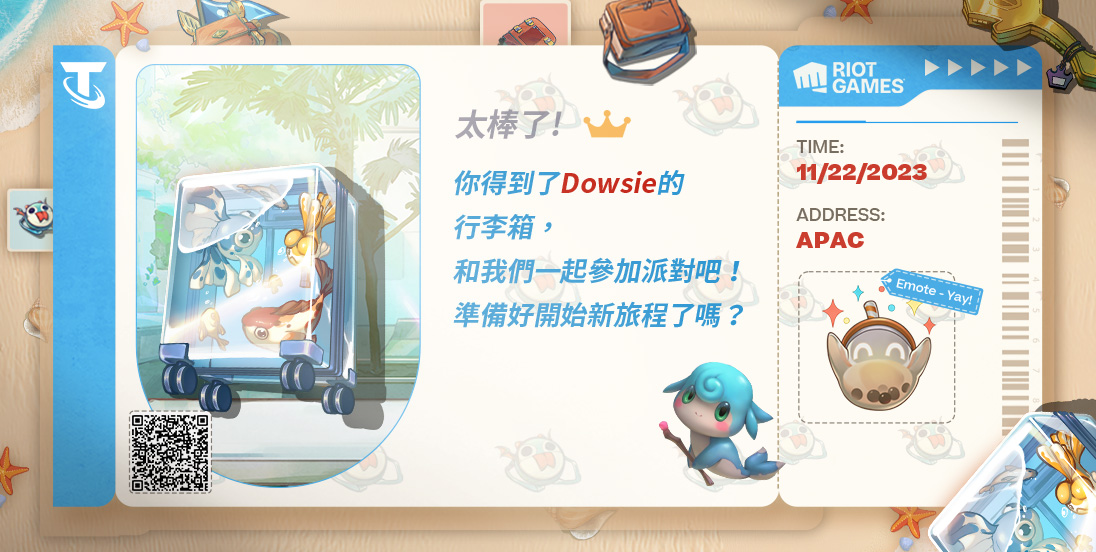 太棒了!
你得到了Dowsie的
行李箱，
和我們一起參加派對吧！
準備好開始新旅程了嗎？
RIOT
GAMES
TIME:
11/22/2023
ADDRESS:
APAC
Emote - Yay!